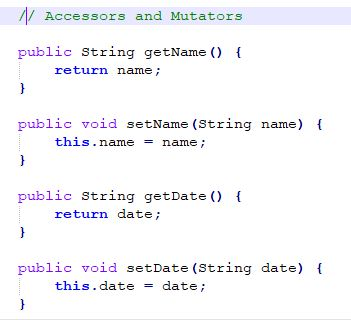 // Accessors and Mutators
public String getName() {
return name;
}
public void setName(String name) {
this.name = name;
}
public String getDate() {
return date;
}
public void setDate(String date) {
this.date = date;
}